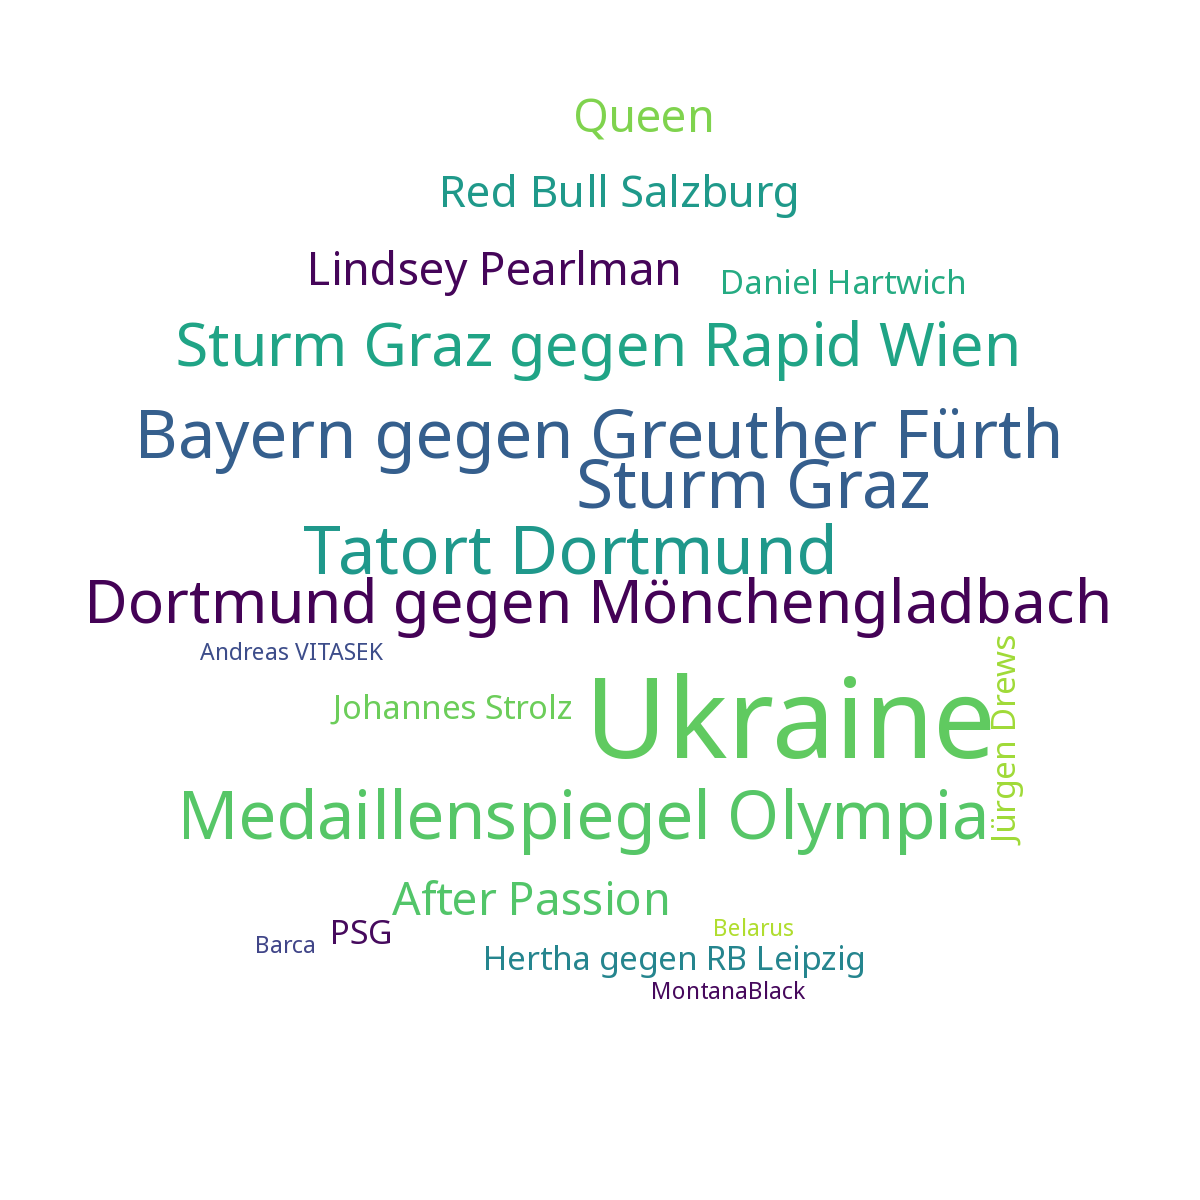 Queen
Red Bull Salzburg
Lindsey Pearlman
Daniel Hartwich
Sturm Graz gegen Rapid Wien
Bayern gegen Greuther Fürth
Sturm Graz
Tatort Dortmund
Dortmund gegen Mönchengladbach
Andreas VITASEK
Johannes Strolz
Ukraine
Jürgen Drews
Medaillenspiegel Olympia
After Passion
PSG
Barca
Belarus
Hertha gegen RB Leipzig
MontanaBlack